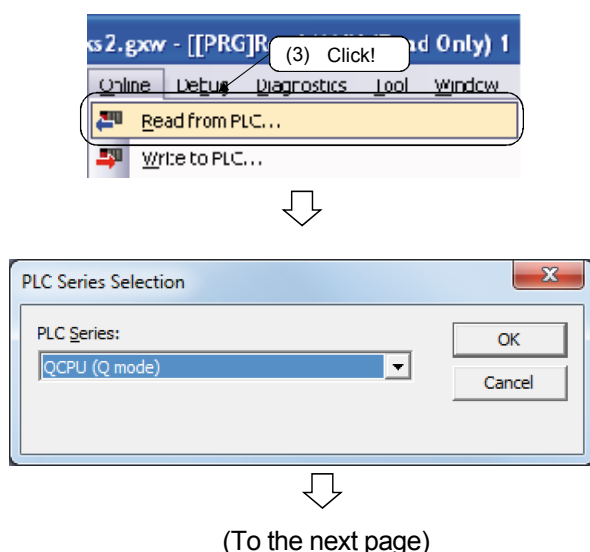 ks2.gxw - [[PRG]R d Only) 1
(3) Click!
Online Debug Diagnostics Tool Window
Read from PLC...
Write to PLC...
PLC Series Selection
PLC Series:
QCPU (Q mode)
OK
Cancel
(To the next page)